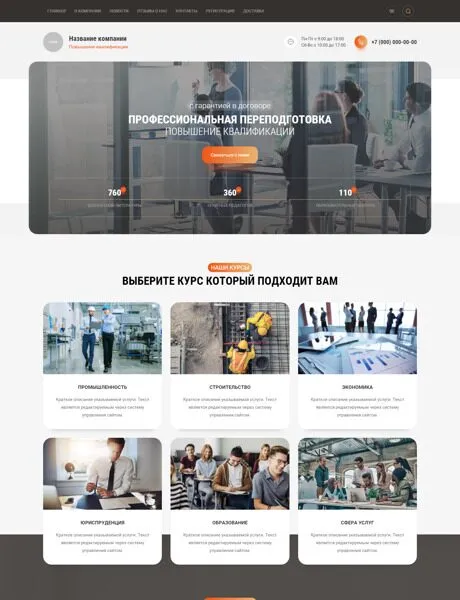 ГЛАВНАЯ О КОМПАНИИ НОВОСТИ ОТЗЫВЫ О НАС КОНТАКТЫ РЕГИСТРАЦИЯ ДОСТАВКА
Название компании
Повышение квалификации
Пн-Пт с 9:00 до 18:00
Сб-Вс с 10:00 до 17:00
+7 (000) 000-00-00
с гарантией в договоре
ПРОФЕССИОНАЛЬНАЯ ПЕРЕПОДГОТОВКА
ПОВЫШЕНИЕ КВАЛИФИКАЦИИ
760
360
110
НАШИ КУРСЫ
ВЫБЕРИТЕ КУРС КОТОРЫЙ ПОДХОДИТ ВАМ
ПРОМЫШЛЕННОСТЬ
Краткое описание указываемой услуги. Текст
является редактируемым через систему
управления сайтом.
СТРОИТЕЛЬСТВО
Краткое описание указываемой услуги. Текст
является редактируемым через систему
управления сайтом.
ЭКОНОМИКА
Краткое описание указываемой услуги. Текст
является редактируемым через систему
управления сайтом.
ЮРИСПРУДЕНЦИЯ
Краткое описание указываемой услуги. Текст
является редактируемым через систему
управления сайтом.
ОБРАЗОВАНИЕ
Краткое описание указываемой услуги. Текст
является редактируемым через систему
управления сайтом.
СФЕРА УСЛУГ
Краткое описание указываемой услуги. Текст
является редактируемым через систему
управления сайтом.